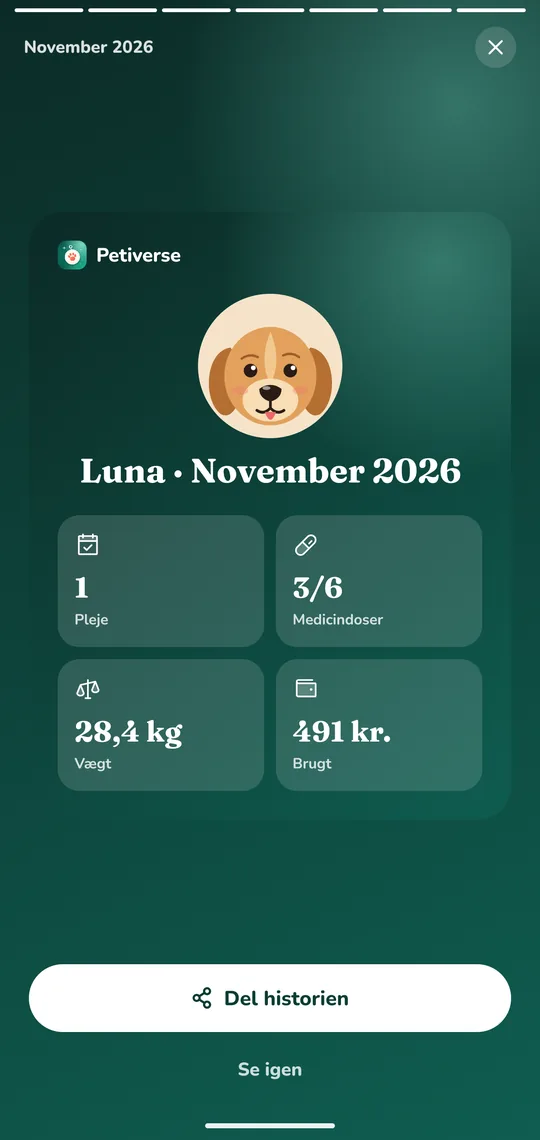 November 2026
Petiverse
Luna · November 2026
1
Pleje
3/6
Medicindoser
28,4 kg
Vægt
491 kr.
Brugt
Del historien
Se igen